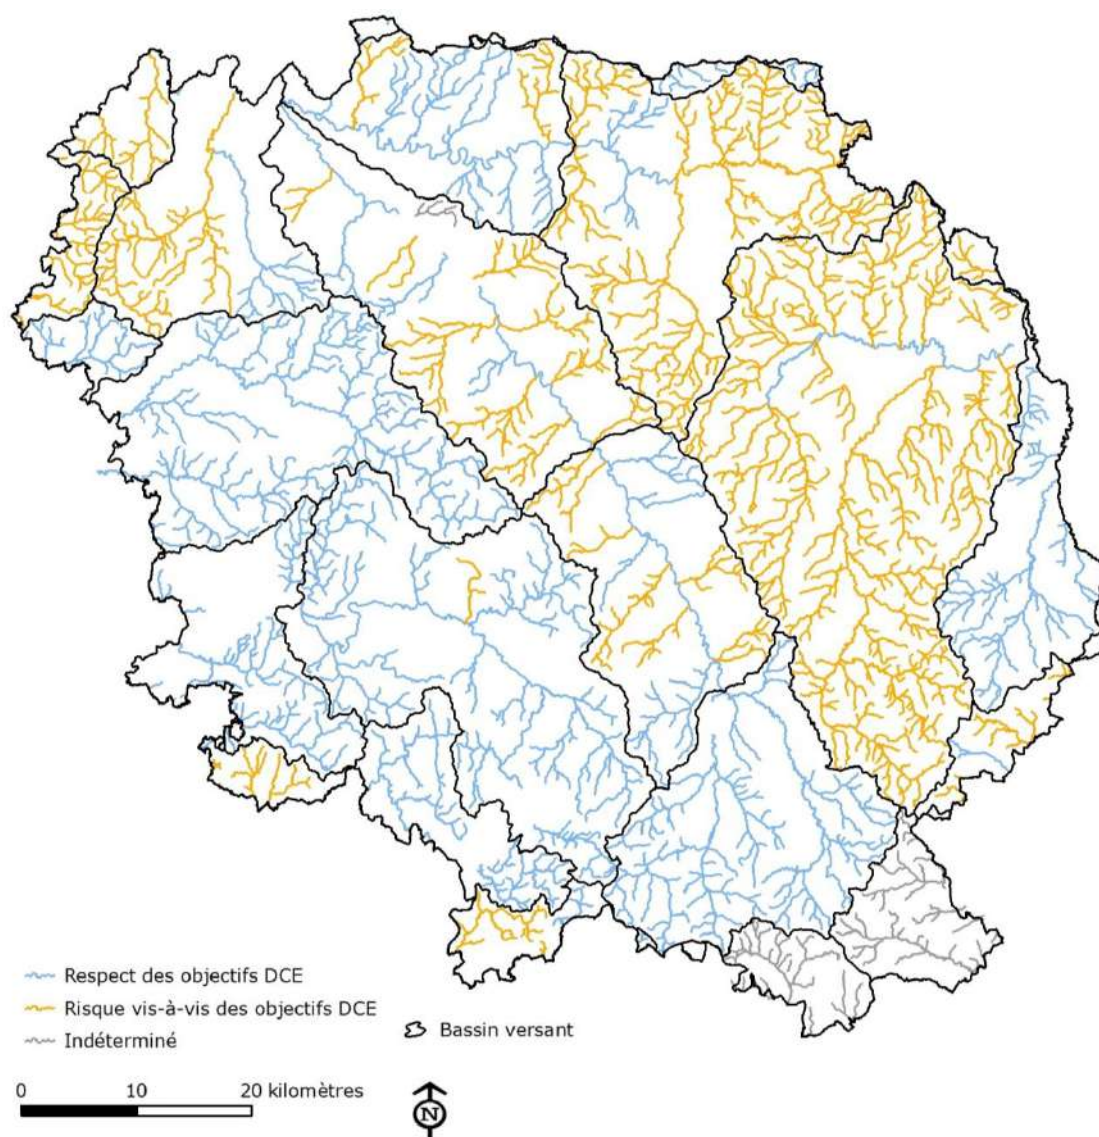 Respect des objectifs DCE
Risque vis-à-vis des objectifs DCE
Indéterminé
Bassin versant
0 10 20 kilomètres
N